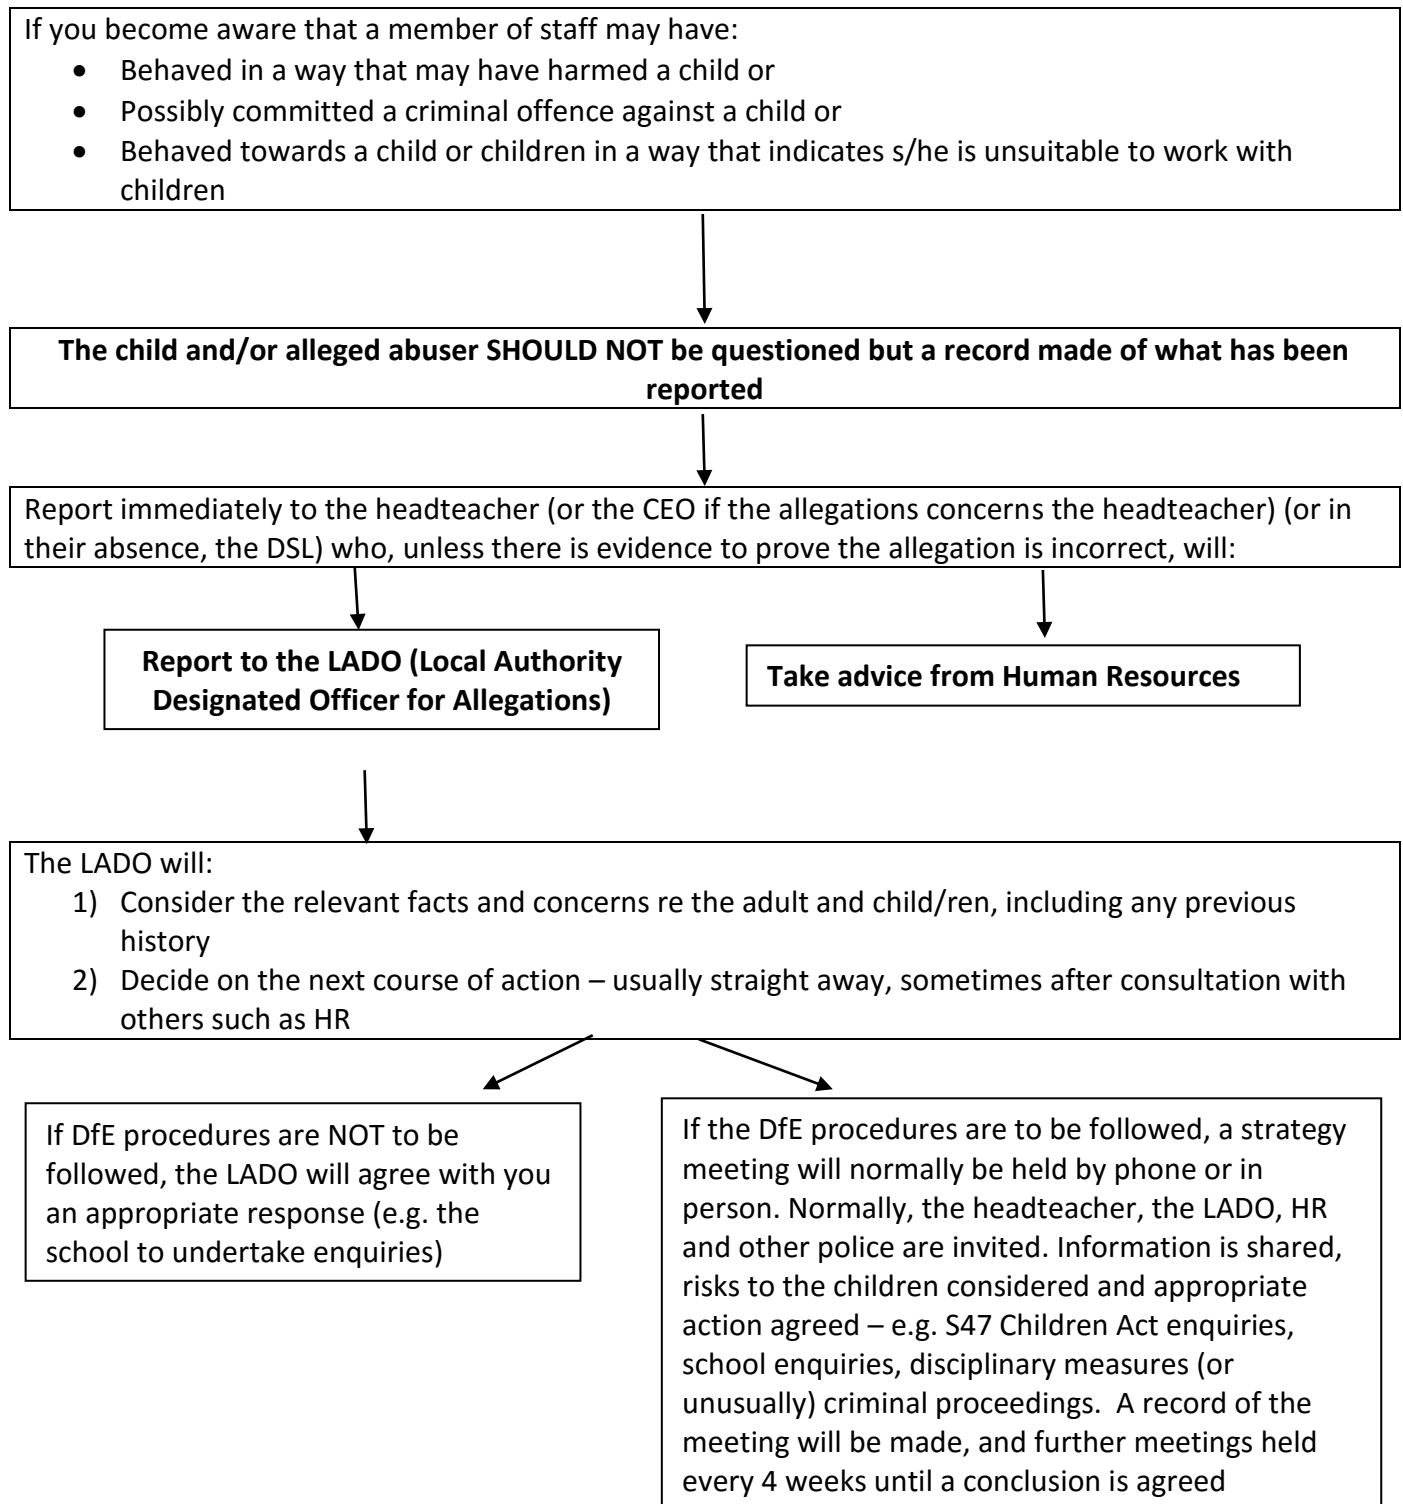 If you become aware that a member of staff may have:
• Behaved in a way that may have harmed a child or
• Possibly committed a criminal offence against a child or
• Behaved towards a child or children in a way that indicates s/he is unsuitable to work with
children
The child and/or alleged abuser SHOULD NOT be questioned but a record made of what has been
reported
Report immediately to the headteacher (or the CEO if the allegations concerns the headteacher) (or in
their absence, the DSL) who, unless there is evidence to prove the allegation is incorrect, will:
Report to the LADO (Local Authority
Designated Officer for Allegations)
Take advice from Human Resources
The LADO will:
1) Consider the relevant facts and concerns re the adult and child/ren, including any previous
history
2) Decide on the next course of action – usually straight away, sometimes after consultation with
others such as HR
If DfE procedures are NOT to be
followed, the LADO will agree with you
an appropriate response (e.g. the
school to undertake enquiries)
If the DfE procedures are to be followed, a strategy
meeting will normally be held by phone or in
person. Normally, the headteacher, the LADO, HR
and other police are invited. Information is shared,
risks to the children considered and appropriate
action agreed – e.g. S47 Children Act enquiries,
school enquiries, disciplinary measures (or
unusually) criminal proceedings.  A record of the
meeting will be made, and further meetings held
every 4 weeks until a conclusion is agreed